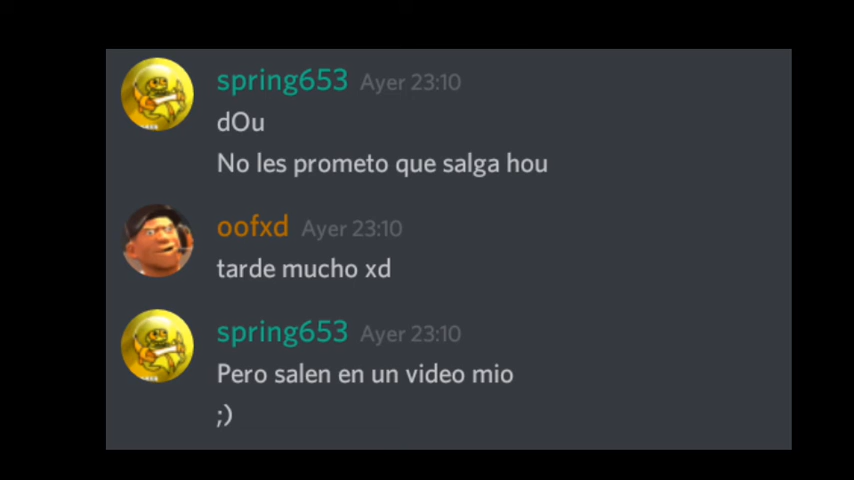 spring653 Ayer 23:10
dOu
No les prometo que salga hou
oofxd Ayer 23:10
tarde mucho xd
spring653 Ayer 23:10
Pero salen en un video mio
;)